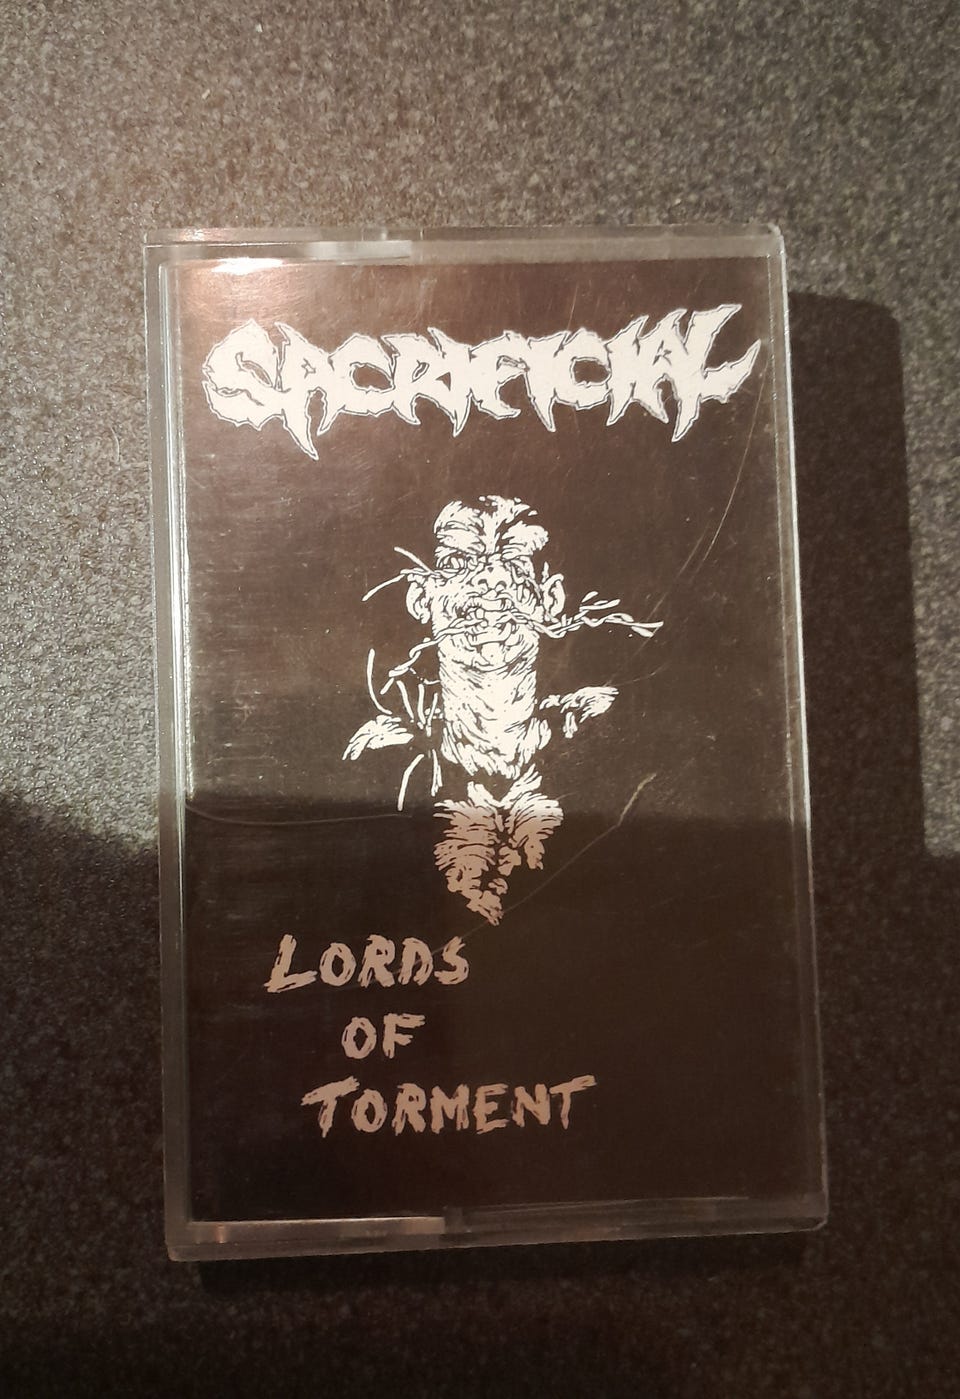 SACRIFICIAL
LORDS
OF
TORMENT